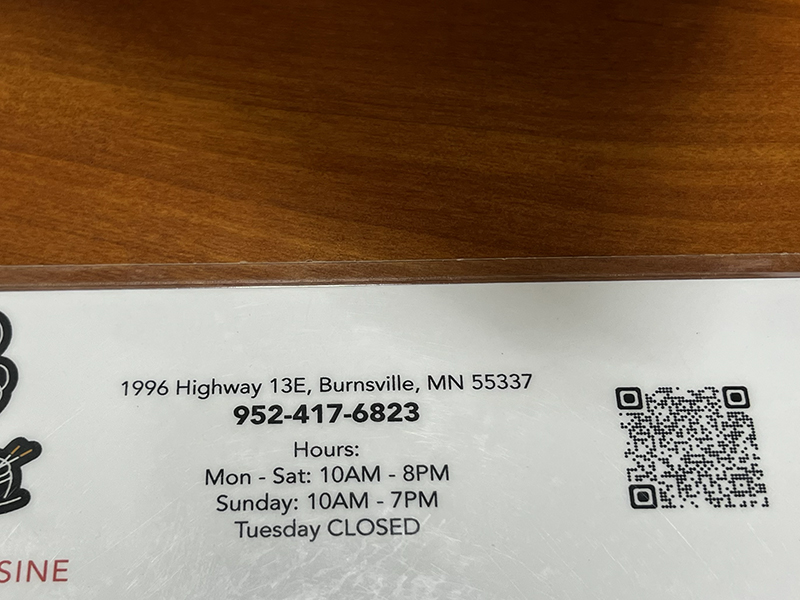 1996 Highway 13E, Burnsville, MN 55337
952-417-6823
Hours:
Mon - Sat: 10AM - 8PM
Sunday: 10AM - 7PM
Tuesday CLOSED
SINE